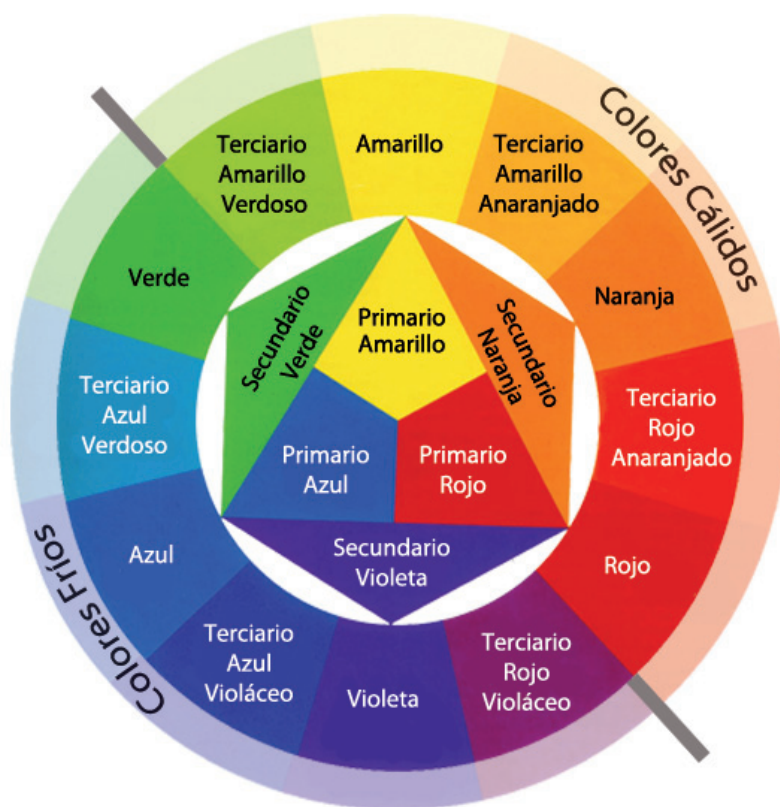 Amarillo
Terciario
Amarillo
Anaranjado
Naranja
Terciario
Rojo
Anaranjado
Rojo
Terciario
Rojo
Violáceo
Violeta
Terciario
Azul
Violáceo
Azul
Terciario
Azul
Verdoso
Verde
Terciario
Amarillo
Verdoso
Colores Cálidos
Colores Fríos
Primario
Amarillo
Primario
Rojo
Primario
Azul
Secundario
Verde
Secundario
Naranja
Secundario
Violeta